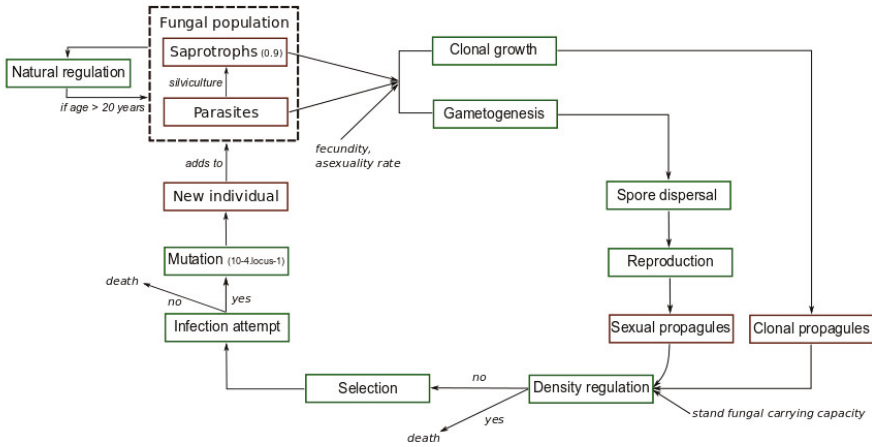 Fungal population
Saprotrophs (0.9)
silviculture
Parasites
Natural regulation
if age > 20 years
Clonal growth
Gametogenesis
fecundity,
asexuality rate
adds to
New individual
Spore dispersal
Mutation (10-4.locus-1)
Reproduction
death
no
yes
Infection attempt
Sexual propagules
Clonal propagules
Selection
no
Density regulation
yes
death
stand fungal carrying capacity